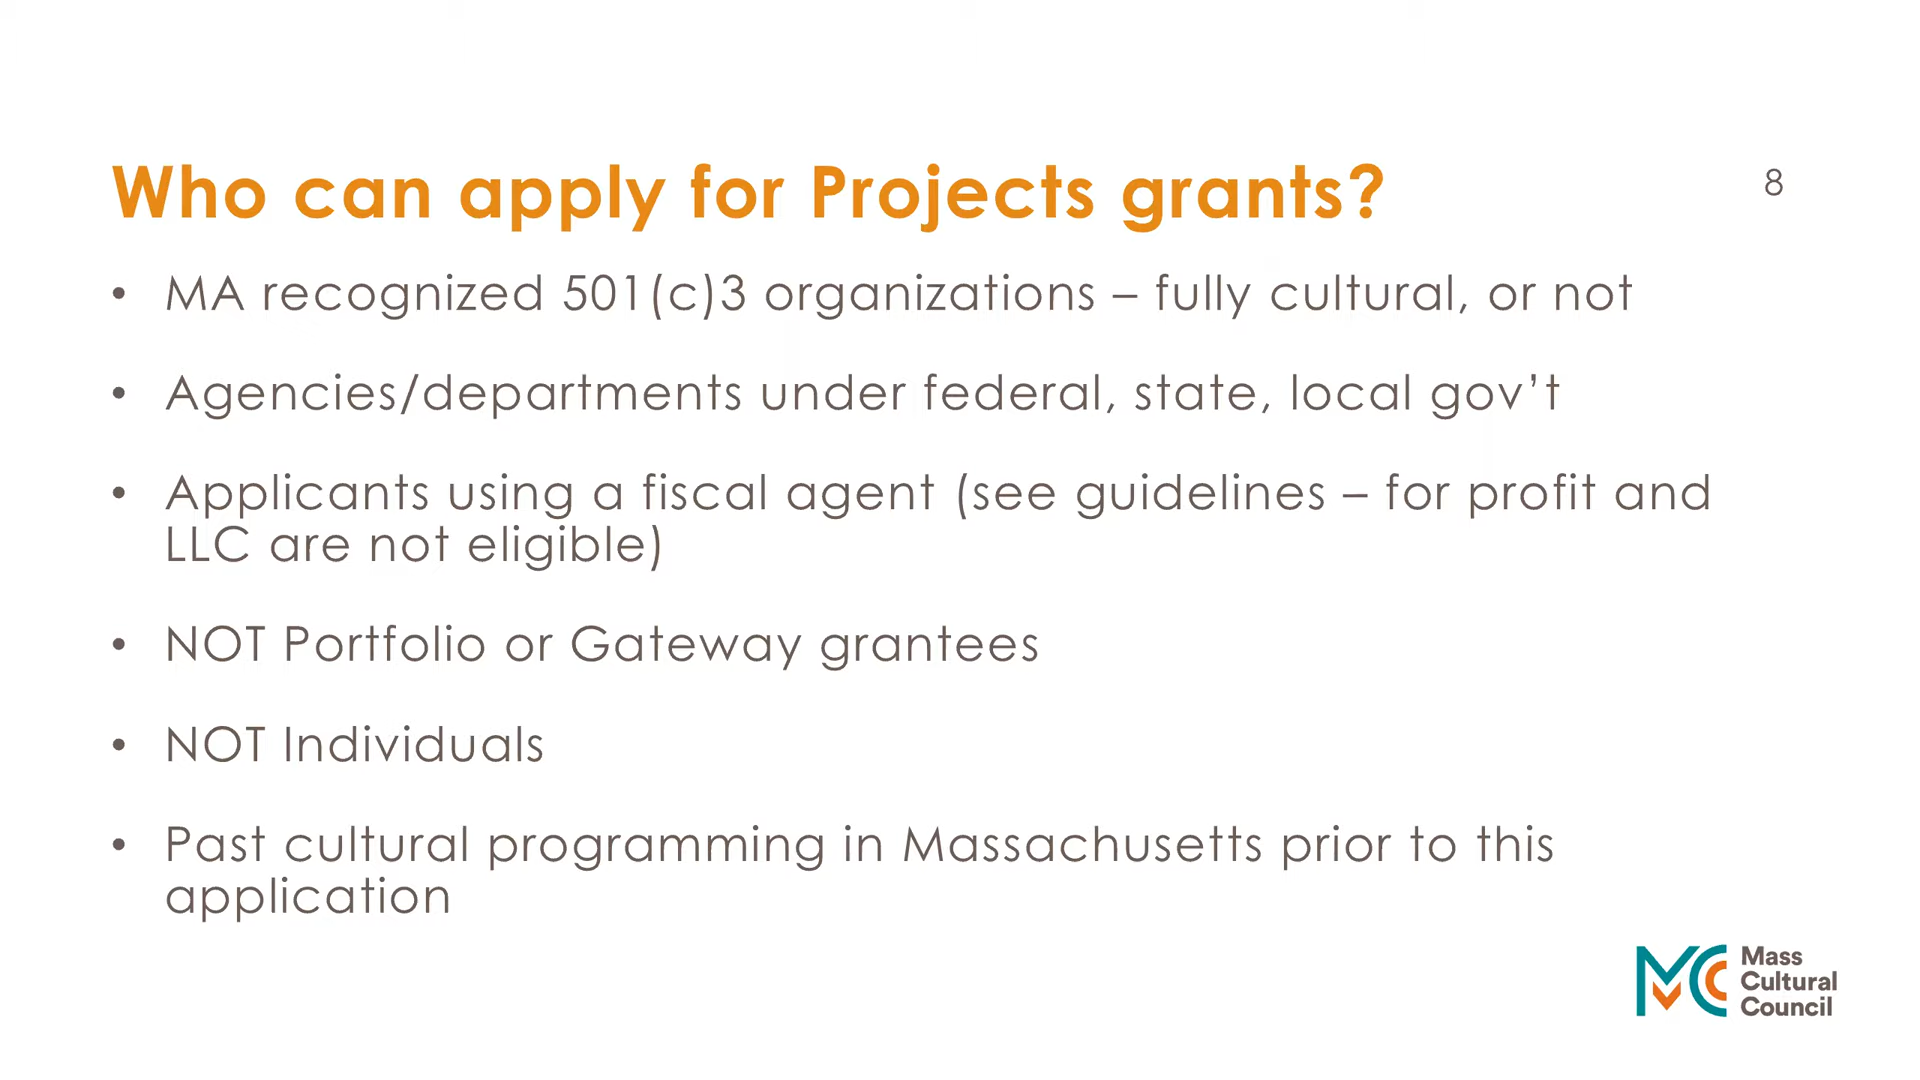 Who can apply for Projects grants?
8
• MA recognized 501(c)3 organizations – fully cultural, or not
• Agencies/departments under federal, state, local gov’t
• Applicants using a fiscal agent (see guidelines – for profit and
LLC are not eligible)
• NOT Portfolio or Gateway grantees
• NOT Individuals
• Past cultural programming in Massachusetts prior to this
application
MCC
Mass
Cultural
Council